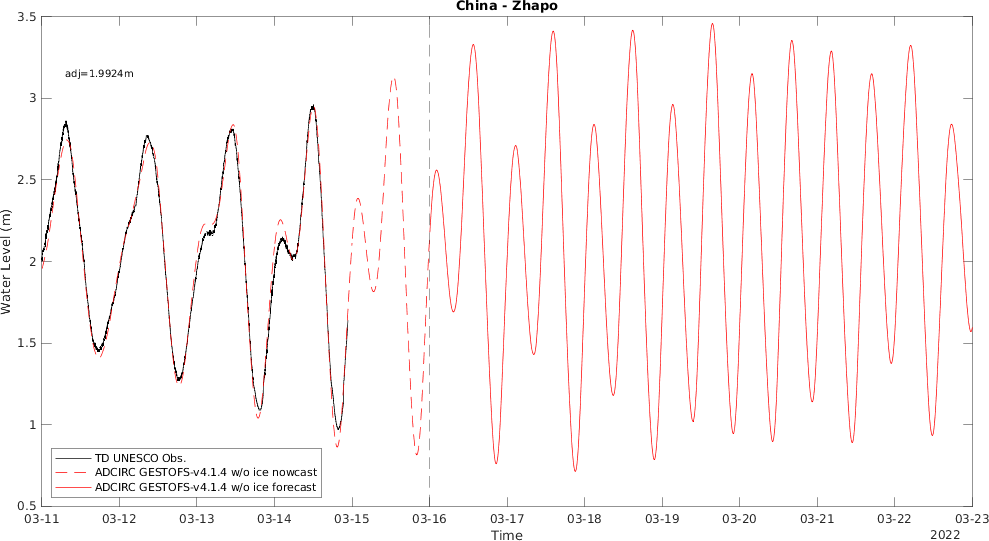 China - Zhapo
3.5
adj=1.9924m
3
2.5
2
1.5
1
0.5
Water Level (m)
TD UNESCO Obs.
ADCIRC GESTOFS-v4.1.4 w/o ice nowcast
ADCIRC GESTOFS-v4.1.4 w/o ice forecast
03-11 03-12 03-13 03-14 03-15 03-16 03-17 03-18 03-19 03-20 03-21 03-22 03-23
Time
2022